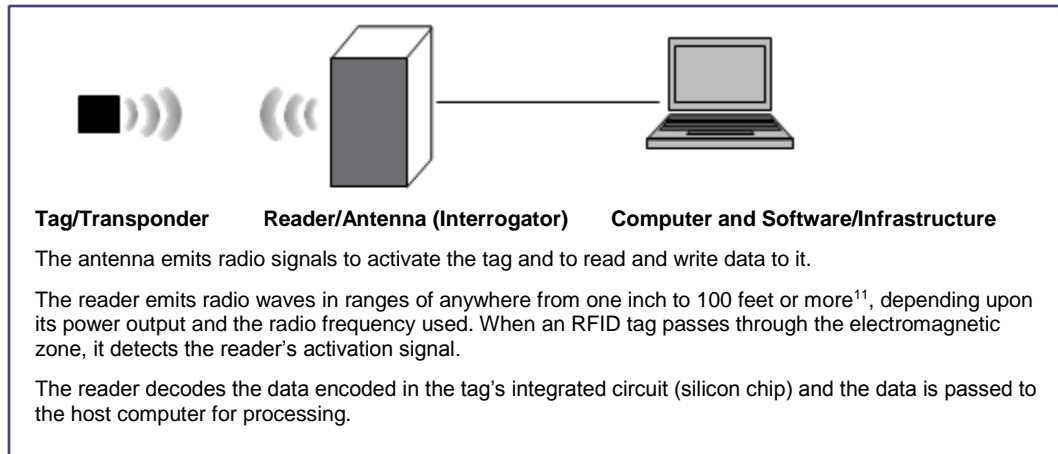 Tag/Transponder Reader/Antenna (Interrogator) Computer and Software/Infrastructure
The antenna emits radio signals to activate the tag and to read and write data to it.
The reader emits radio waves in ranges of anywhere from one inch to 100 feet or more¹¹, depending upon
its power output and the radio frequency used. When an RFID tag passes through the electromagnetic
zone, it detects the reader’s activation signal.
The reader decodes the data encoded in the tag’s integrated circuit (silicon chip) and the data is passed to
the host computer for processing.